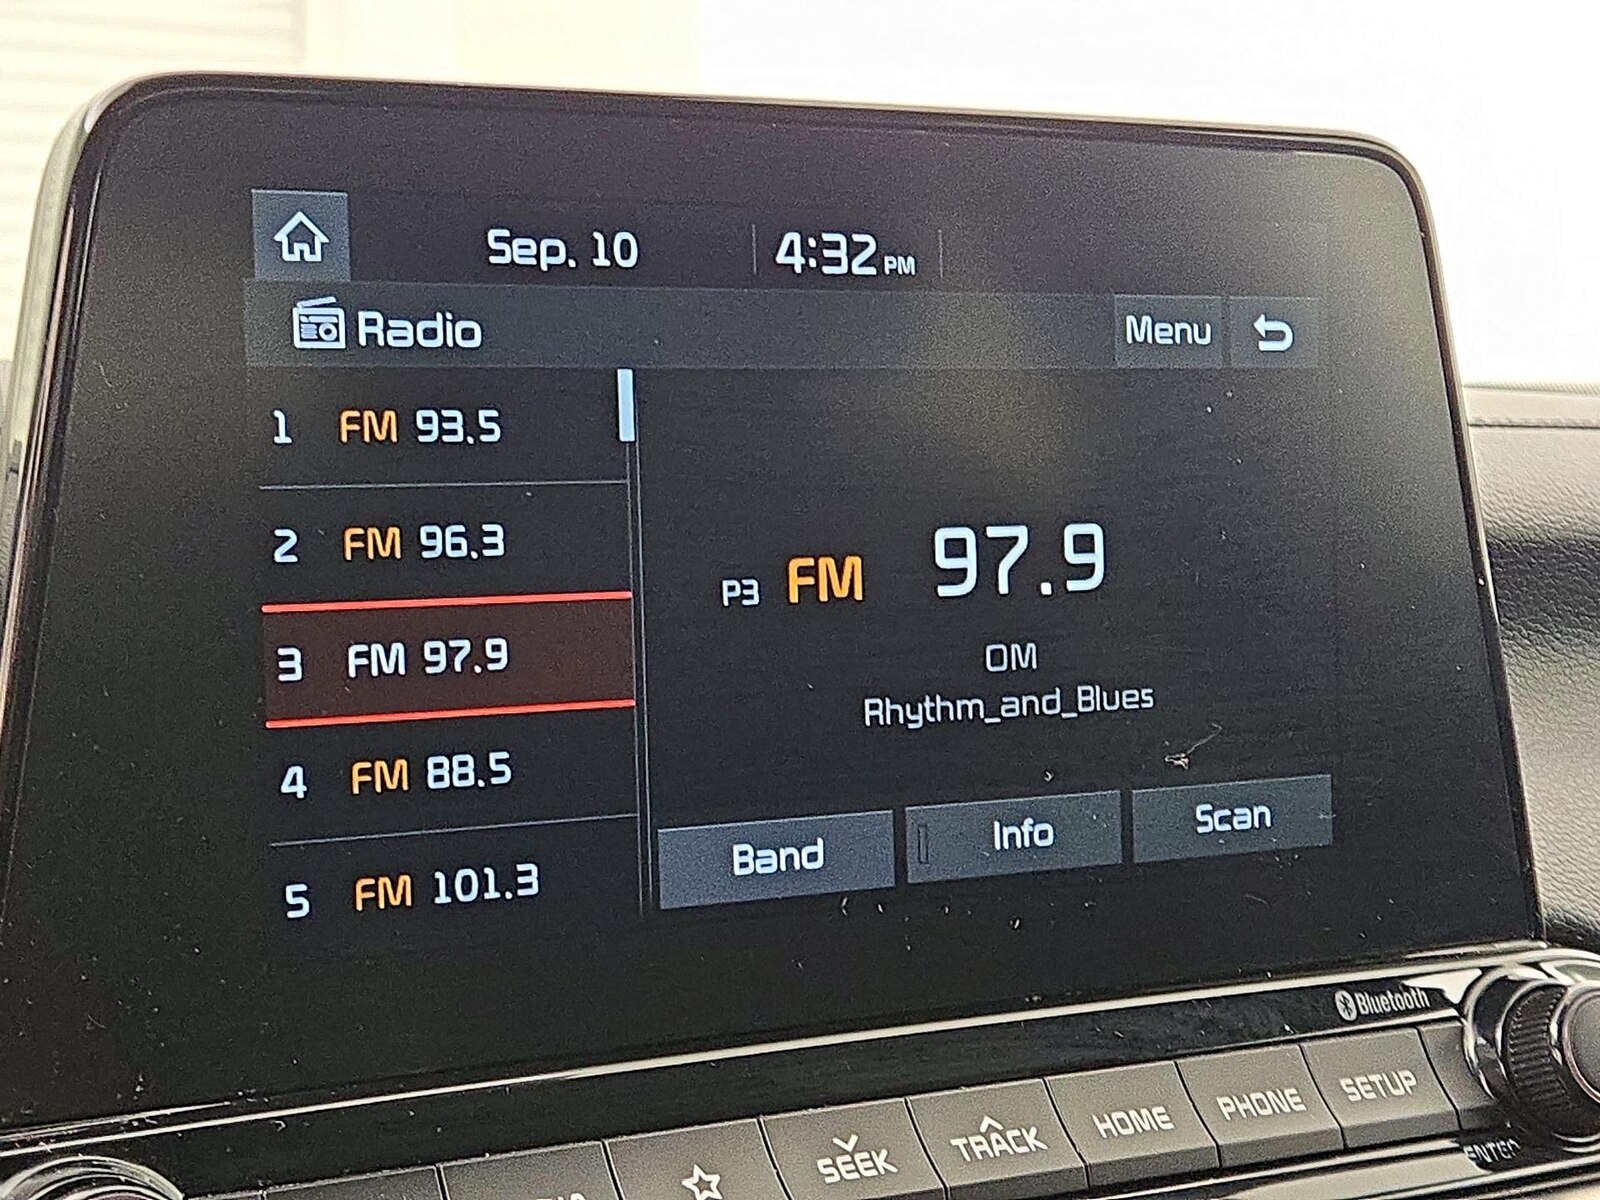 Sep. 10
4:32 PM
Radio
Menu
1 FM 93.5
2 FM 96.3
3 FM 97.9
4 FM 88.5
5 FM 101.3
P3 FM 97.9
OM
Rhythm_and_Blues
Band
Info
Scan
Bluetooth
SEEK
TRACK
HOME
PHONE
SETUP
ENTER